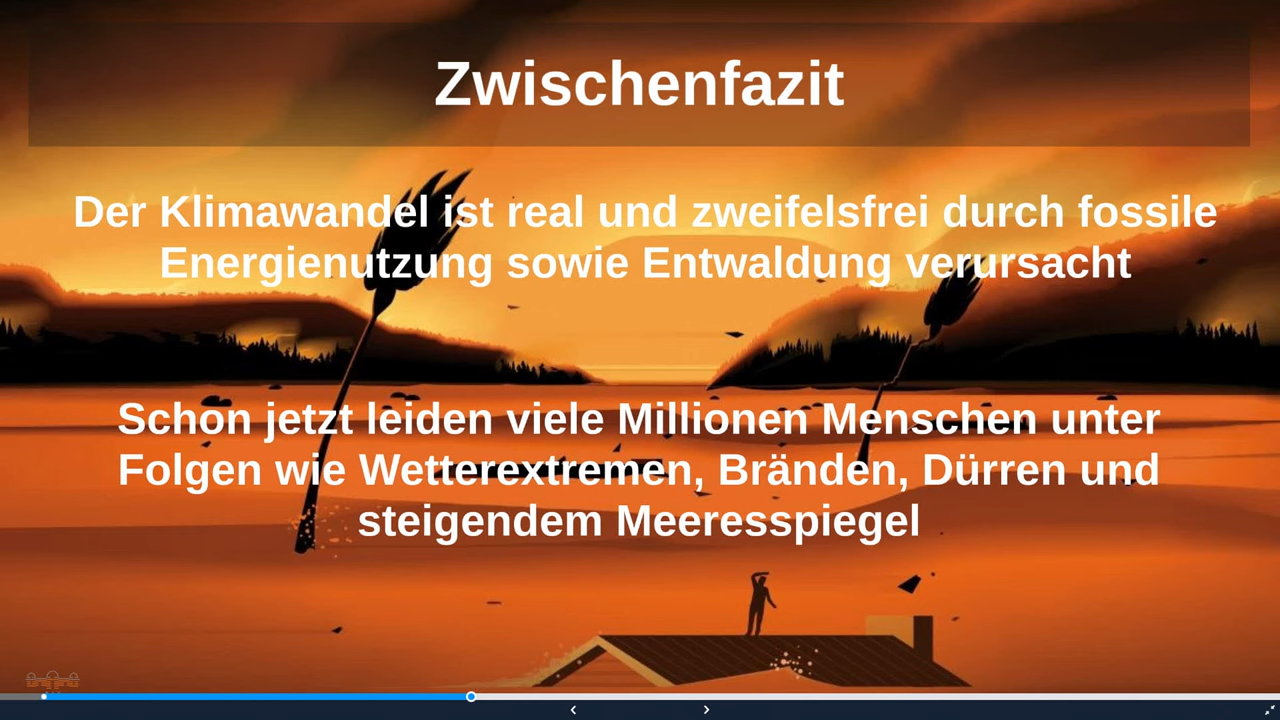 Zwischenfazit
Der Klimawandel ist real und zweifelsfrei durch fossile
Energienutzung sowie Entwaldung verursacht
Schon jetzt leiden viele Millionen Menschen unter
Folgen wie Wetterextremen, Bränden, Dürren und
steigendem Meeresspiegel